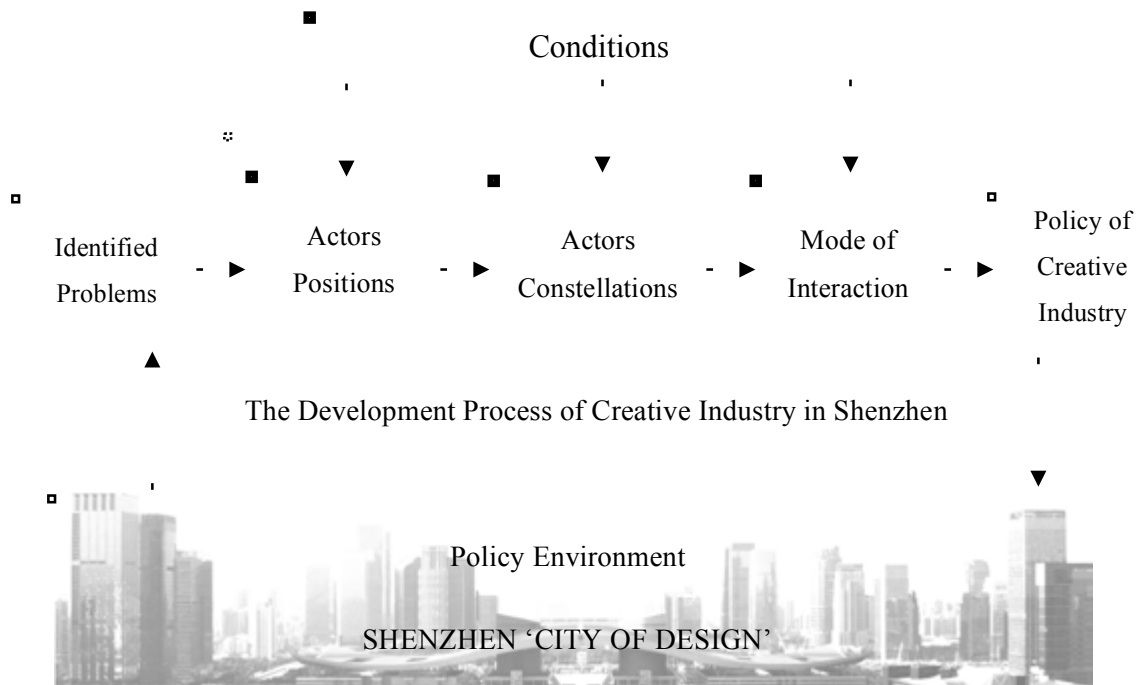 Conditions
Identified
Problems
Actors
Positions
Actors
Constellations
Mode of
Interaction
Policy of
Creative
Industry
The Development Process of Creative Industry in Shenzhen
Policy Environment
SHENZHEN ‘CITY OF DESIGN’